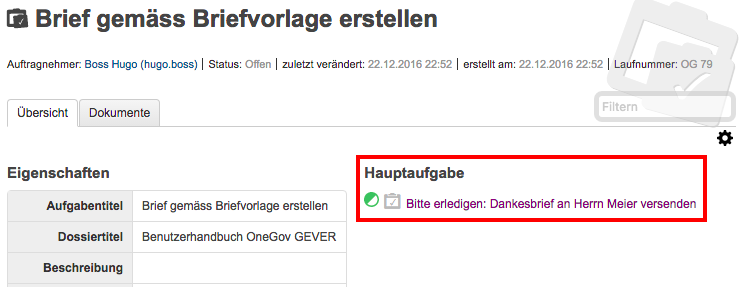 Brief gemäss Briefvorlage erstellen
Auftragnehmer: Boss Hugo (hugo.boss) | Status: Offen | zuletzt verändert: 22.12.2016 22:52 | erstellt am: 22.12.2016 22:52 | Laufnummer: OG 79
Filtern
Übersicht Dokumente
Eigenschaften
Aufgabentitel Brief gemäss Briefvorlage erstellen
Dossiertitel Benutzerhandbuch OneGov GEVER
Beschreibung
Hauptaufgabe
Bitte erledigen: Dankesbrief an Herrn Meier versenden